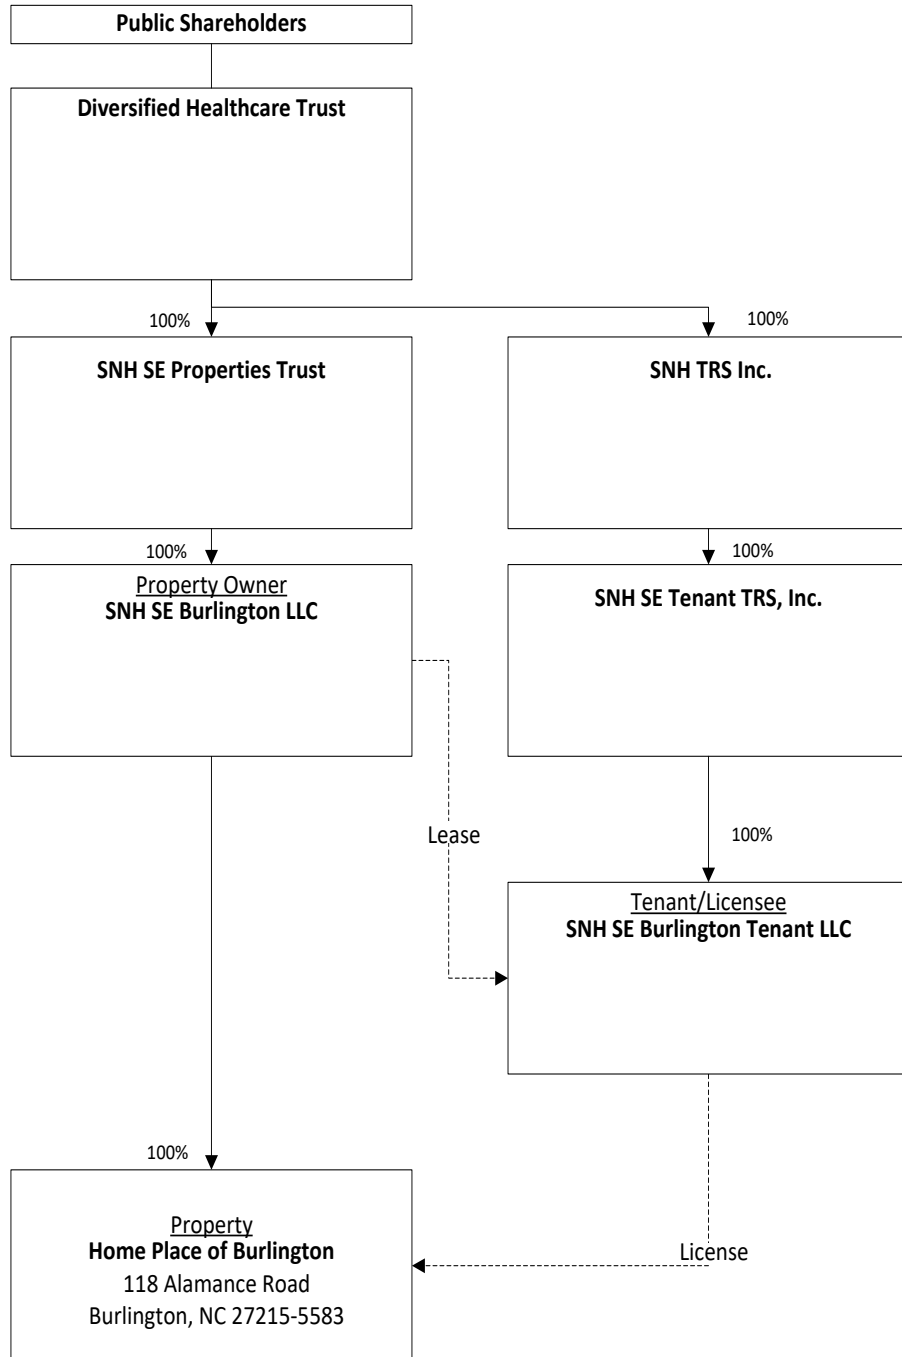 Public Shareholders
Diversified Healthcare Trust
100%
100%
SNH SE Properties Trust
SNH TRS Inc.
100%
100%
Property Owner
SNH SE Burlington LLC
SNH SE Tenant TRS, Inc.
Lease
100%
Tenant/Licensee
SNH SE Burlington Tenant LLC
100%
Property
Home Place of Burlington
118 Alamance Road
Burlington, NC 27215-5583
License